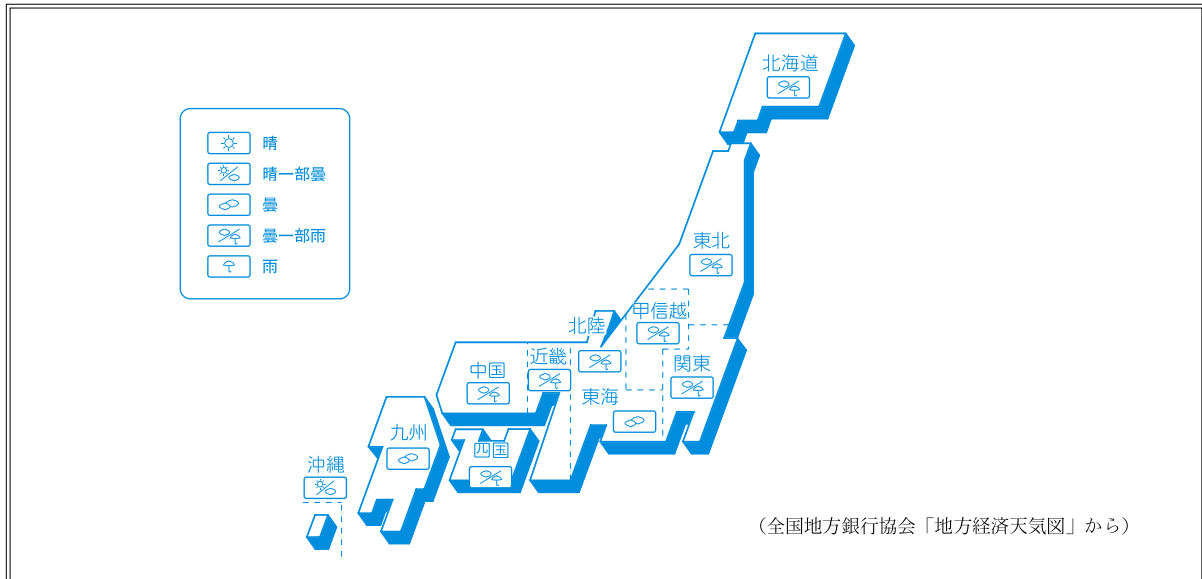 晴
晴一部曇
曇
曇一部雨
雨
北海道
東北
甲信越
北陸
近畿
関東
中国
東海
九州
四国
沖縄
（全国地方銀行協会「地方経済天気図」から）